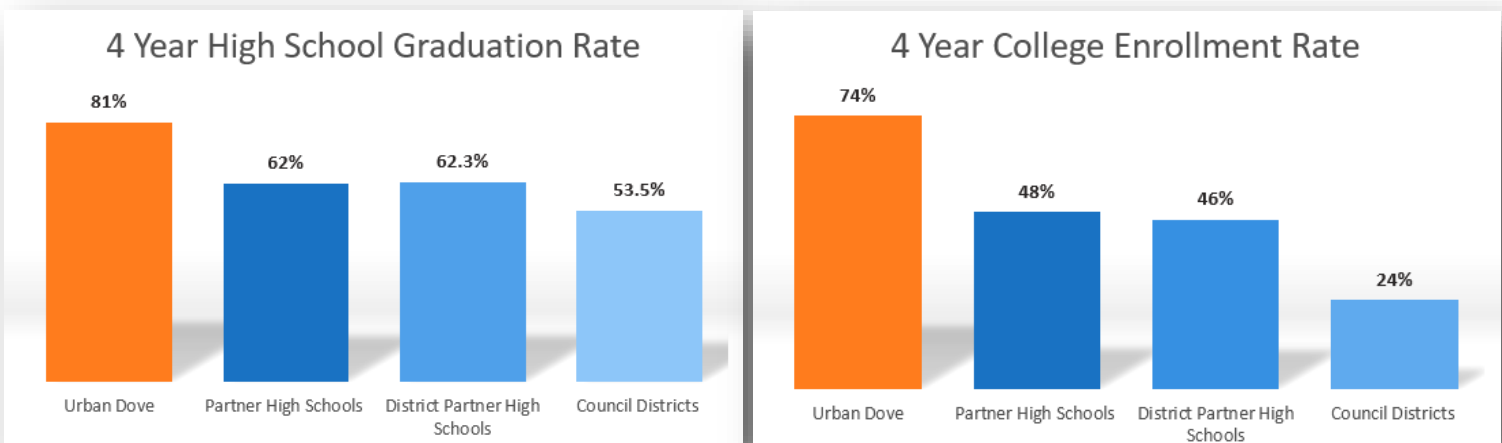 4 Year High School Graduation Rate
81%
62%
62.3%
53.5%
Urban Dove
Partner High Schools
District Partner High
Schools
Council Districts
4 Year College Enrollment Rate
74%
48%
46%
24%
Urban Dove
Partner High Schools
District Partner High
Schools
Council Districts